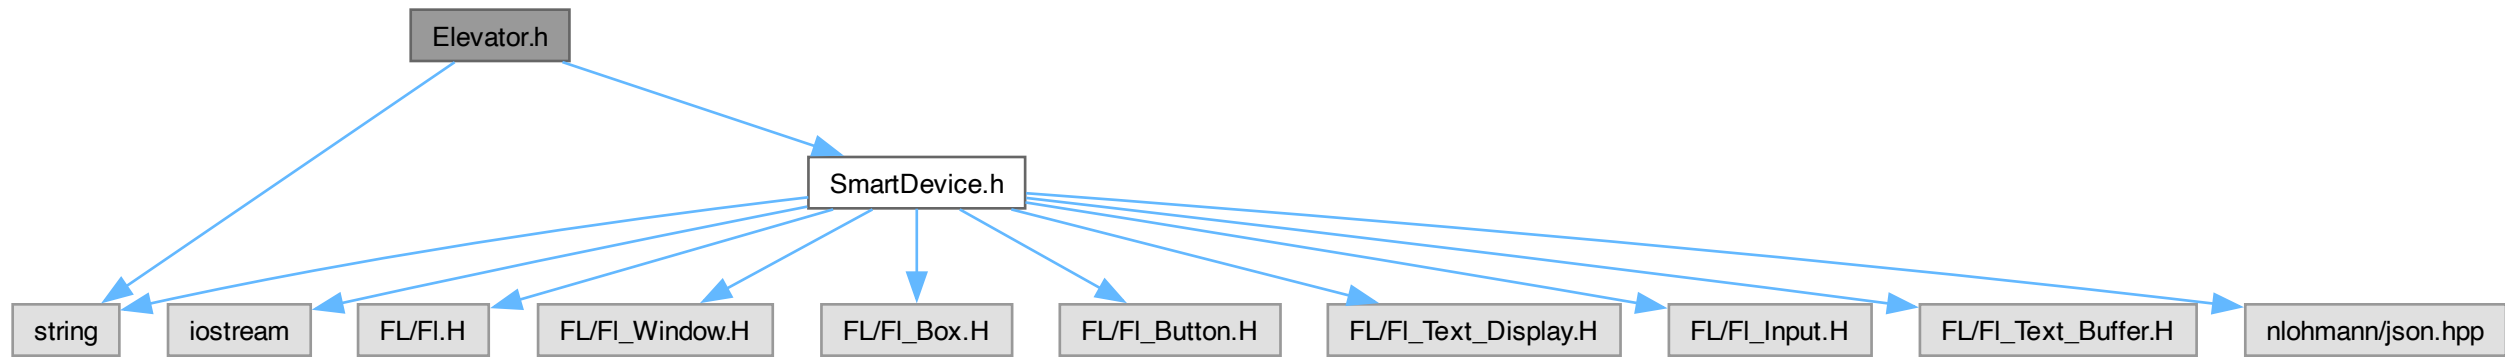 Elevator.h
SmartDevice.h
string
iostream
FL/Fl.H
FL/Fl_Window.H
FL/Fl_Box.H
FL/Fl_Button.H
FL/Fl_Text_Display.H
FL/Fl_Input.H
FL/Fl_Text_Buffer.H
nlohmann/json.hpp